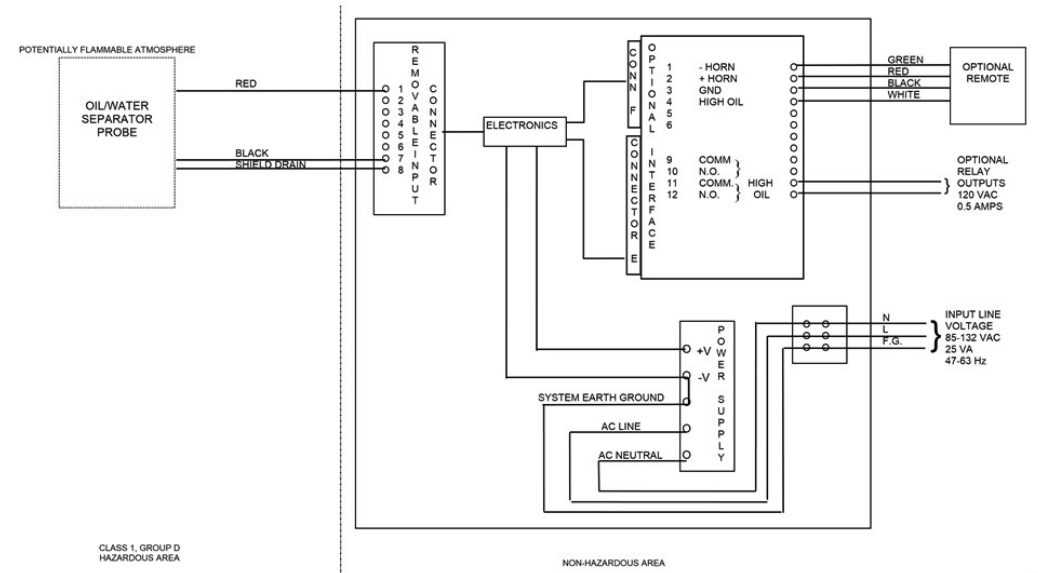 POTENTIALLY FLAMMABLE ATMOSPHERE
OIL/WATER
SEPARATOR
PROBE
RED
BLACK
SHIELD DRAIN
REMOVABLE INPUT
1
2
3
4
5
6
7
8
CONNECTOR
ELECTRONICS
CONN F
CONNECTOR E
OPTIONAL INTERFACE
1 - HORN
2 + HORN
3 GND
4 HIGH OIL
5
6
9 COMM }
10 N.O.
11 COMM. } HIGH
12 N.O. OIL
GREEN
RED
BLACK
WHITE
OPTIONAL
REMOTE
OPTIONAL
RELAY
} OUTPUTS
120 VAC
0.5 AMPS
POWER SUPPLY
+V
-V
SYSTEM EARTH GROUND
AC LINE
AC NEUTRAL
N
L
F.G.
INPUT LINE
} VOLTAGE
85-132 VAC
25 VA
47-63 Hz
CLASS 1, GROUP D
HAZARDOUS AREA
NON-HAZARDOUS AREA